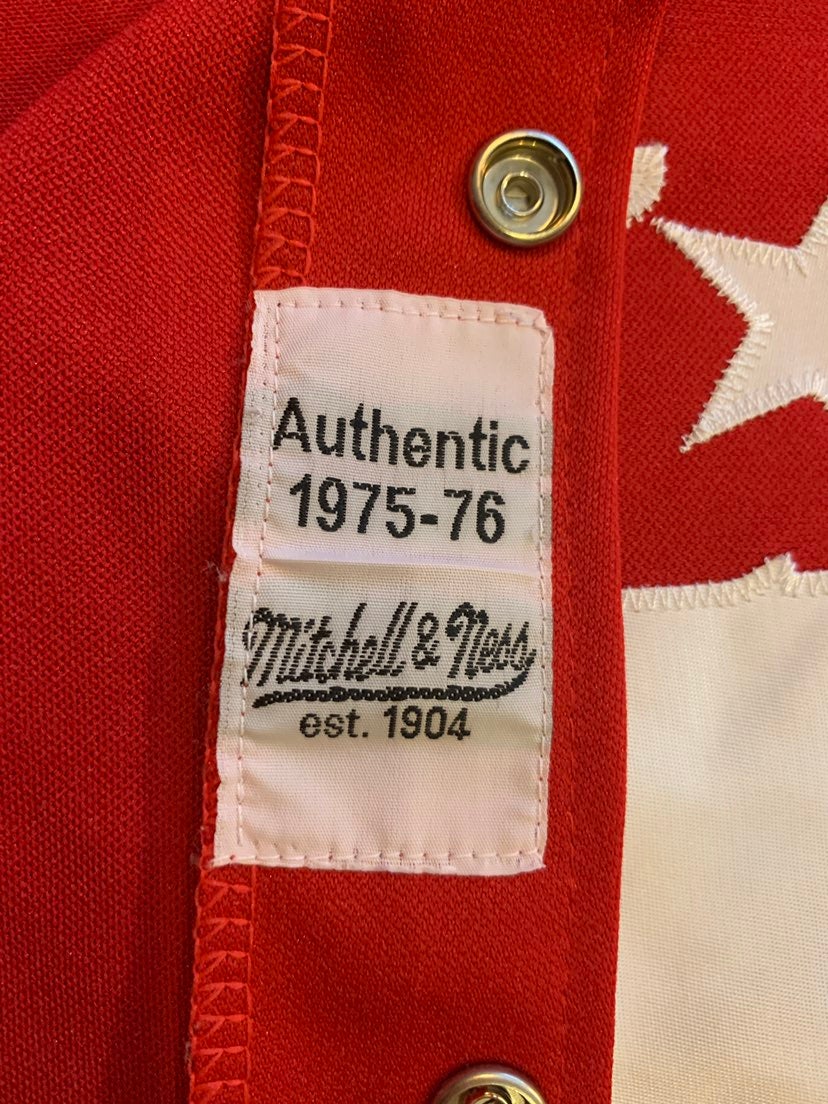 Authentic
1975-76
Mitchell & Ness
est. 1904